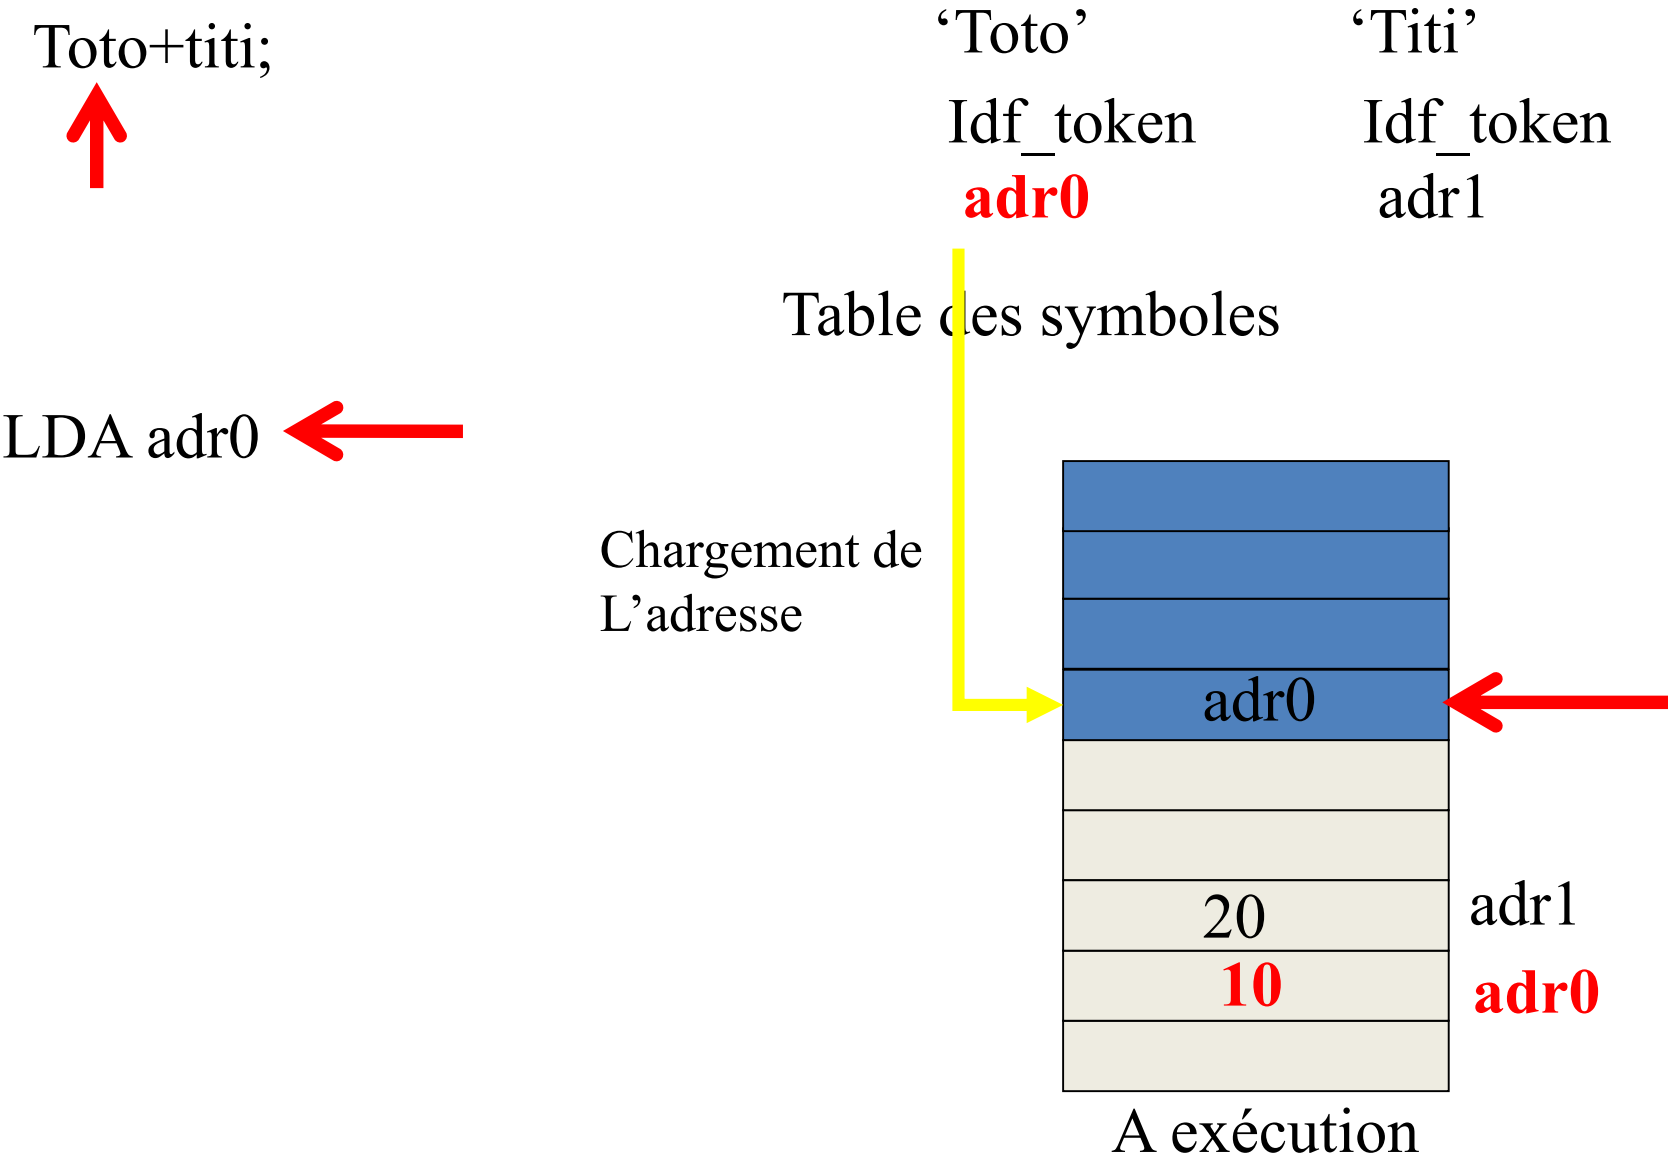 Toto+titi;
‘Toto’
Idf_token
adr0
‘Titi’
Idf_token
adr1
Table des symboles
LDA adr0
Chargement de
L’adresse
adr0
20
adr1
10
adr0
A exécution